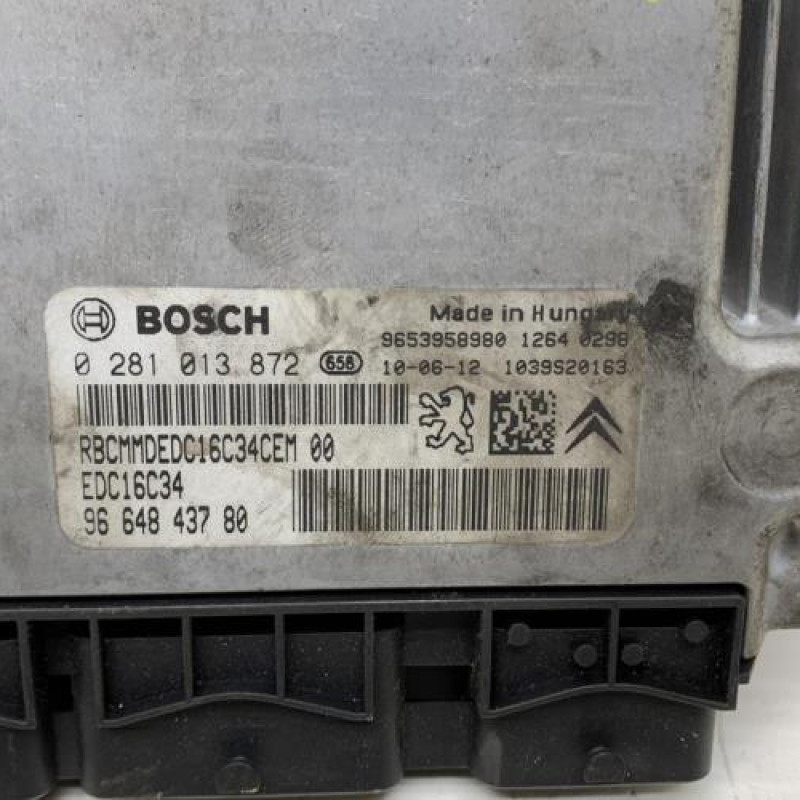 BOSCH
Made in Hungary
9653958980 1264 0298
0 281 013 872 658 10-06-12 1039S20163
RBCMMDEDC16C34CEM 00
EDC16C34
96 648 437 80